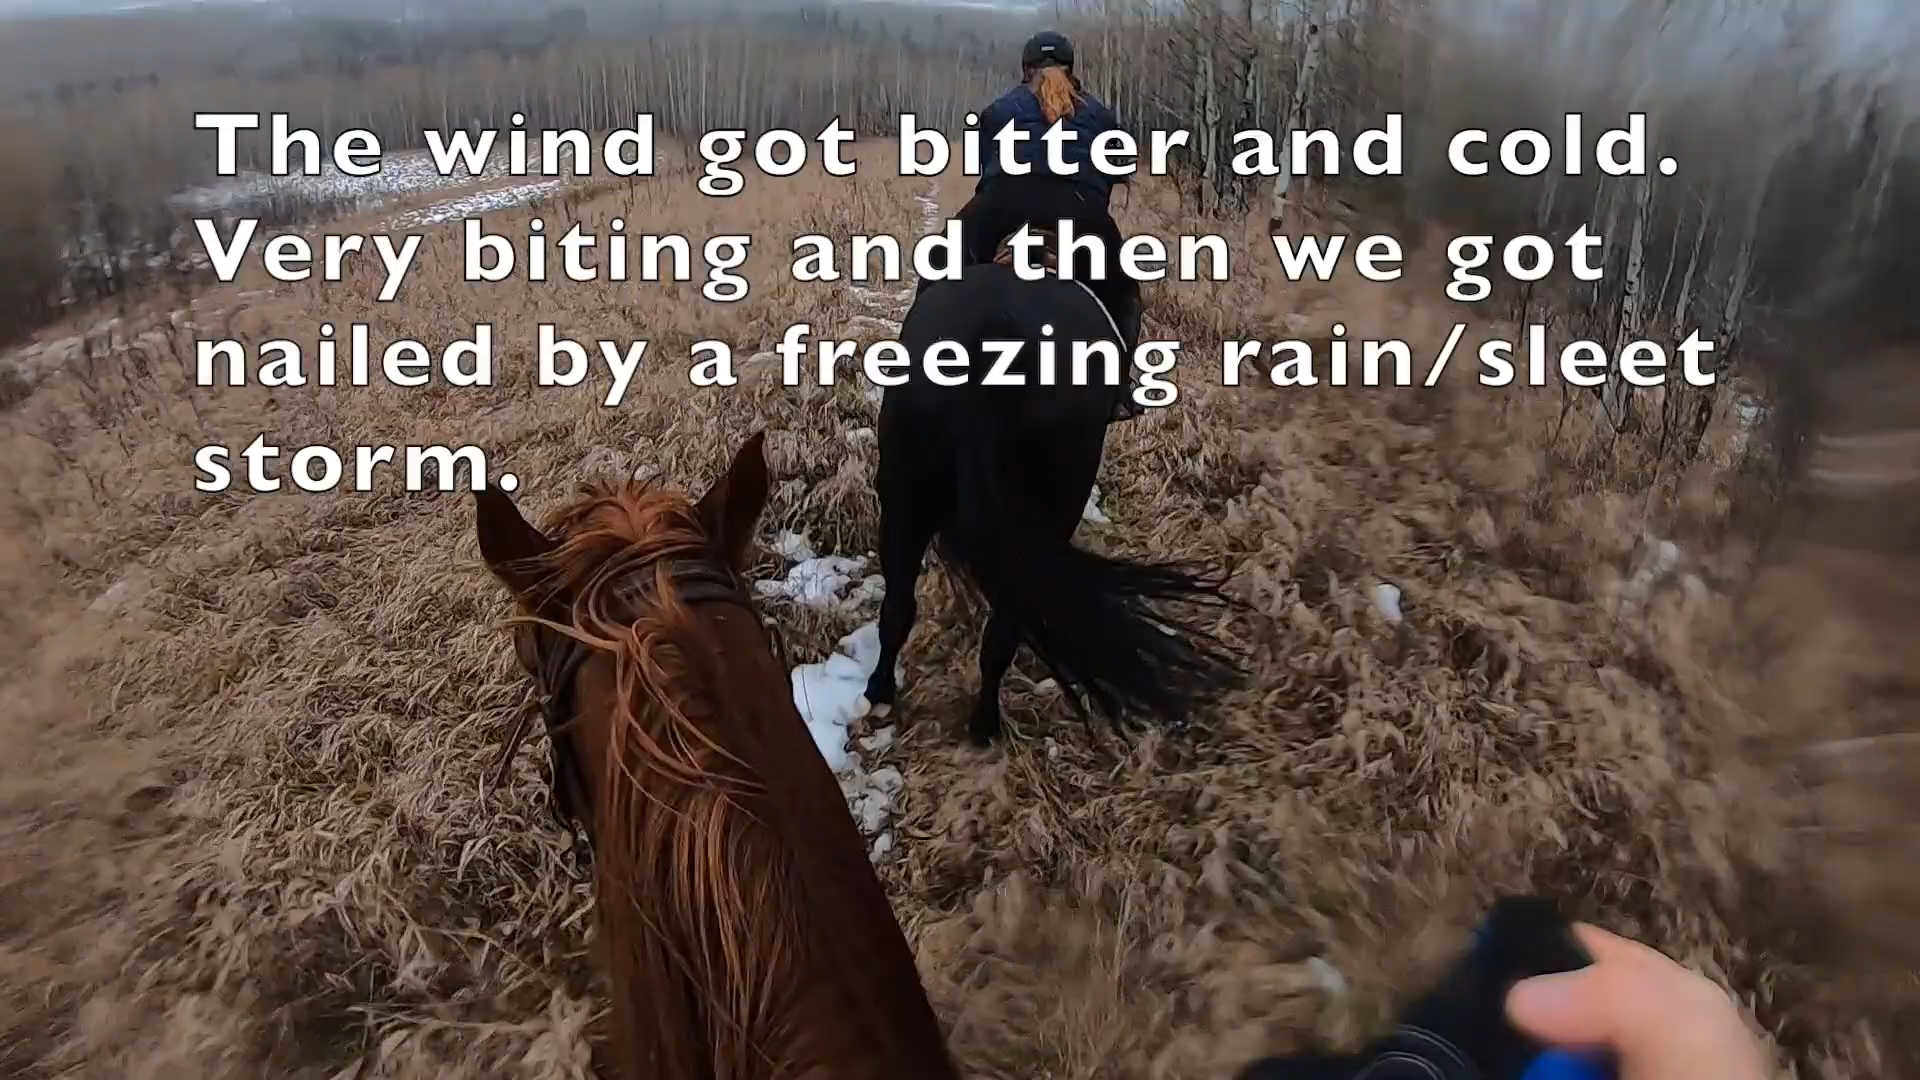 The wind got bitter and cold.
Very biting and then we got
nailed by a freezing rain/sleet
storm.